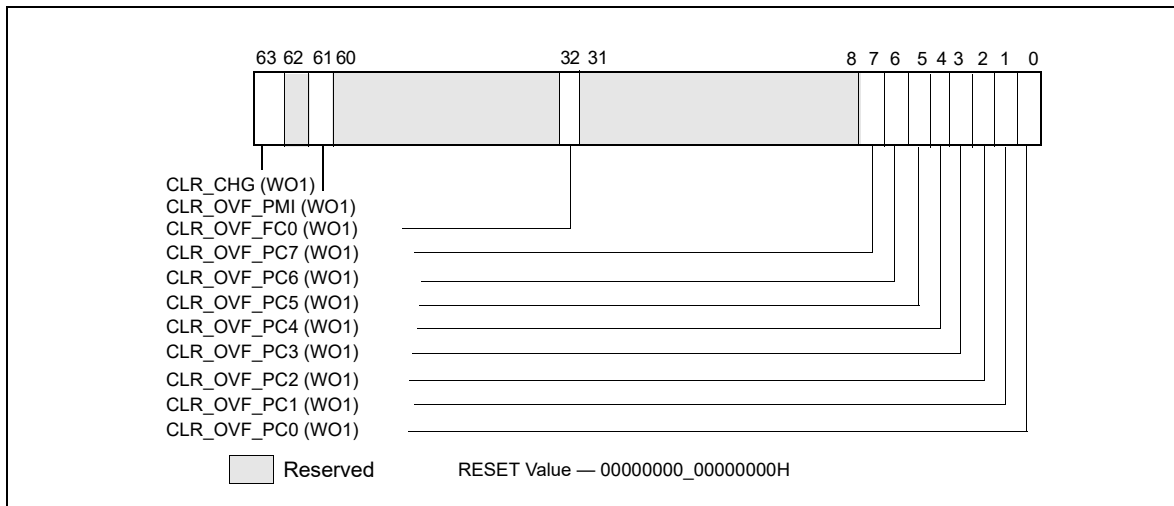 63 62 61 60 32 31 8 7 6 5 4 3 2 1 0
CLR_CHG (WO1)
CLR_OVF_PMI (WO1)
CLR_OVF_FC0 (WO1)
CLR_OVF_PC7 (WO1)
CLR_OVF_PC6 (WO1)
CLR_OVF_PC5 (WO1)
CLR_OVF_PC4 (WO1)
CLR_OVF_PC3 (WO1)
CLR_OVF_PC2 (WO1)
CLR_OVF_PC1 (WO1)
CLR_OVF_PC0 (WO1)
Reserved RESET Value — 00000000_00000000H